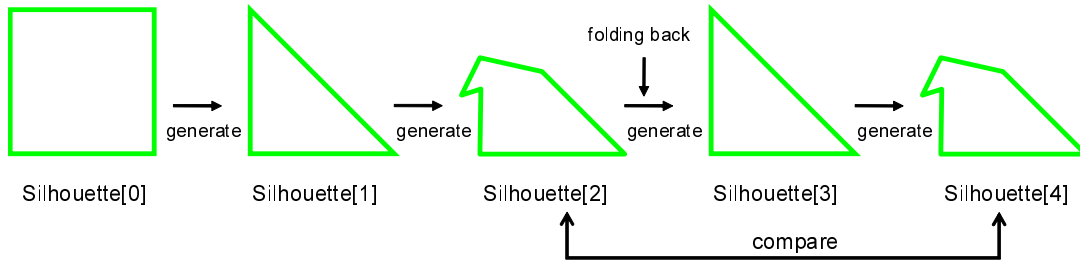 folding back
generate
generate
generate
generate
Silhouette[0]
Silhouette[1]
Silhouette[2]
Silhouette[3]
Silhouette[4]
compare